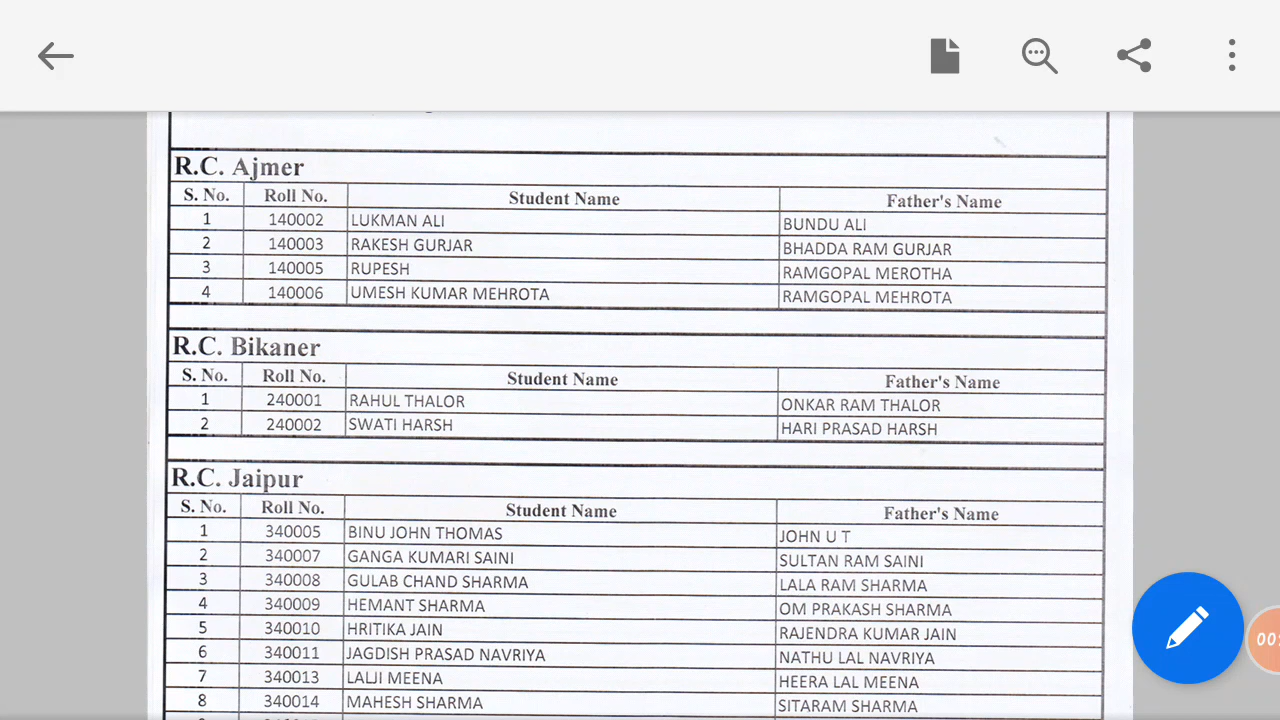 R.C. Ajmer
S. No. Roll No. Student Name Father's Name
1 140002 LUKMAN ALI BUNDU ALI
2 140003 RAKESH GURJAR BHADDA RAM GURJAR
3 140005 RUPESH RAMGOPAL MEROTHA
4 140006 UMESH KUMAR MEHROTA RAMGOPAL MEHROTA
R.C. Bikaner
S. No. Roll No. Student Name Father's Name
1 240001 RAHUL THALOR ONKAR RAM THALOR
2 240002 SWATI HARSH HARI PRASAD HARSH
R.C. Jaipur
S. No. Roll No. Student Name Father's Name
1 340005 BINU JOHN THOMAS JOHN U T
2 340007 GANGA KUMARI SAINI SULTAN RAM SAINI
3 340008 GULAB CHAND SHARMA LALA RAM SHARMA
4 340009 HEMANT SHARMA OM PRAKASH SHARMA
5 340010 HRITIKA JAIN RAJENDRA KUMAR JAIN
6 340011 JAGDISH PRASAD NAVRIYA NATHU LAL NAVRIYA
7 340013 LALJI MEENA HEERA LAL MEENA
8 340014 MAHESH SHARMA SITARAM SHARMA